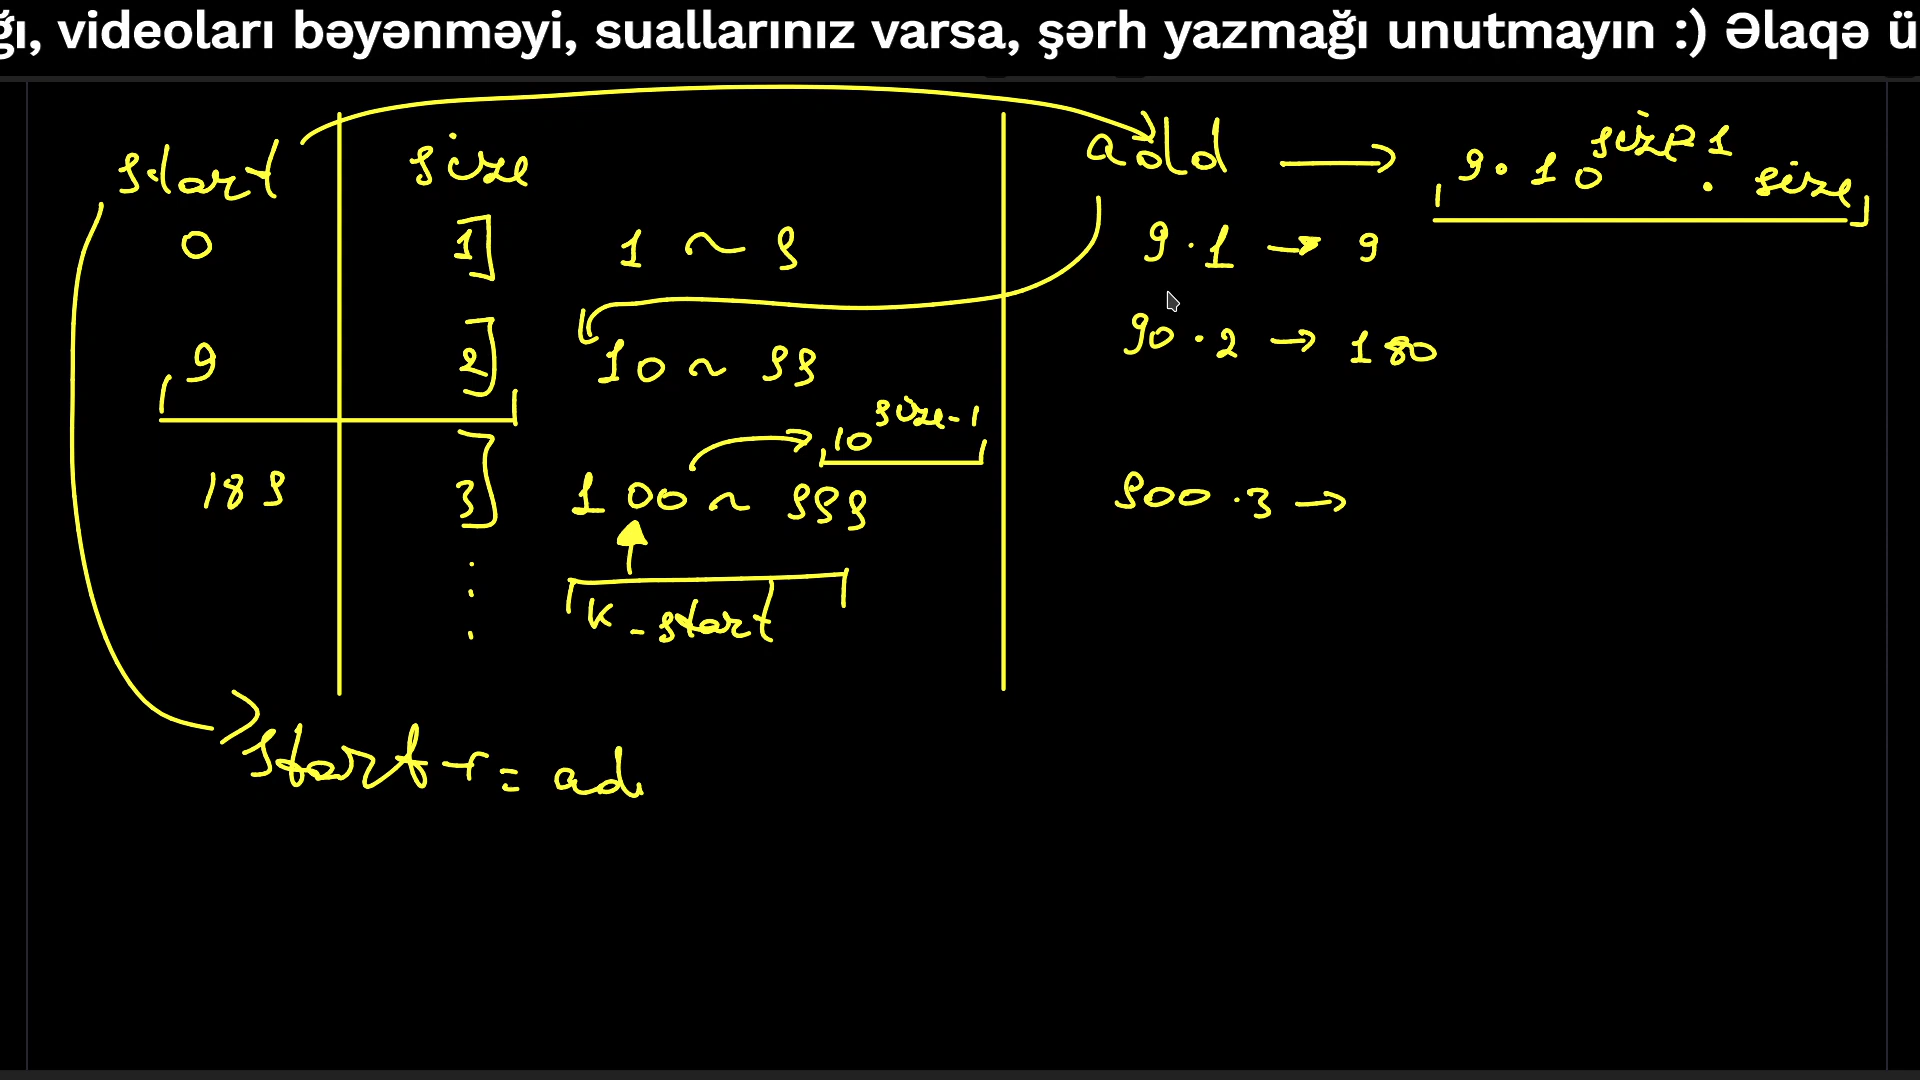 ğı, videoları bəyənməyi, suallarınız varsa, şərh yazmağı unutmayın :) Əlaqə ü
start size add → 9 · 10^size-1 · size
0 1] 1 ~ 9 9 · 1 → 9
9 2] 10 ~ 99 90 · 2 → 180
10^size-1
189 3] 100 ~ 999 900 · 3 →
k - start
start += ad